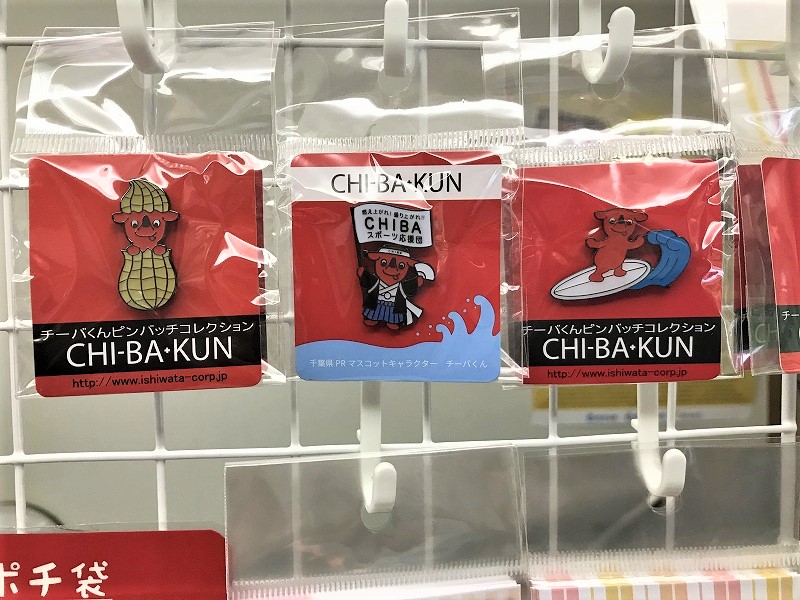 チーバくんピンバッチコレクション
CHI-BA+KUN
http://www.ishiwata-corp.jp
CHI-BA+KUN
燃え上がれ!盛り上がれ!!
CHIBA
スポーツ応援団
千葉県PRマスコットキャラクター チーバくん
チーバくんピンバッチコレクション
CHI-BA+KUN
http://www.ishiwata-corp.jp
ポチ袋